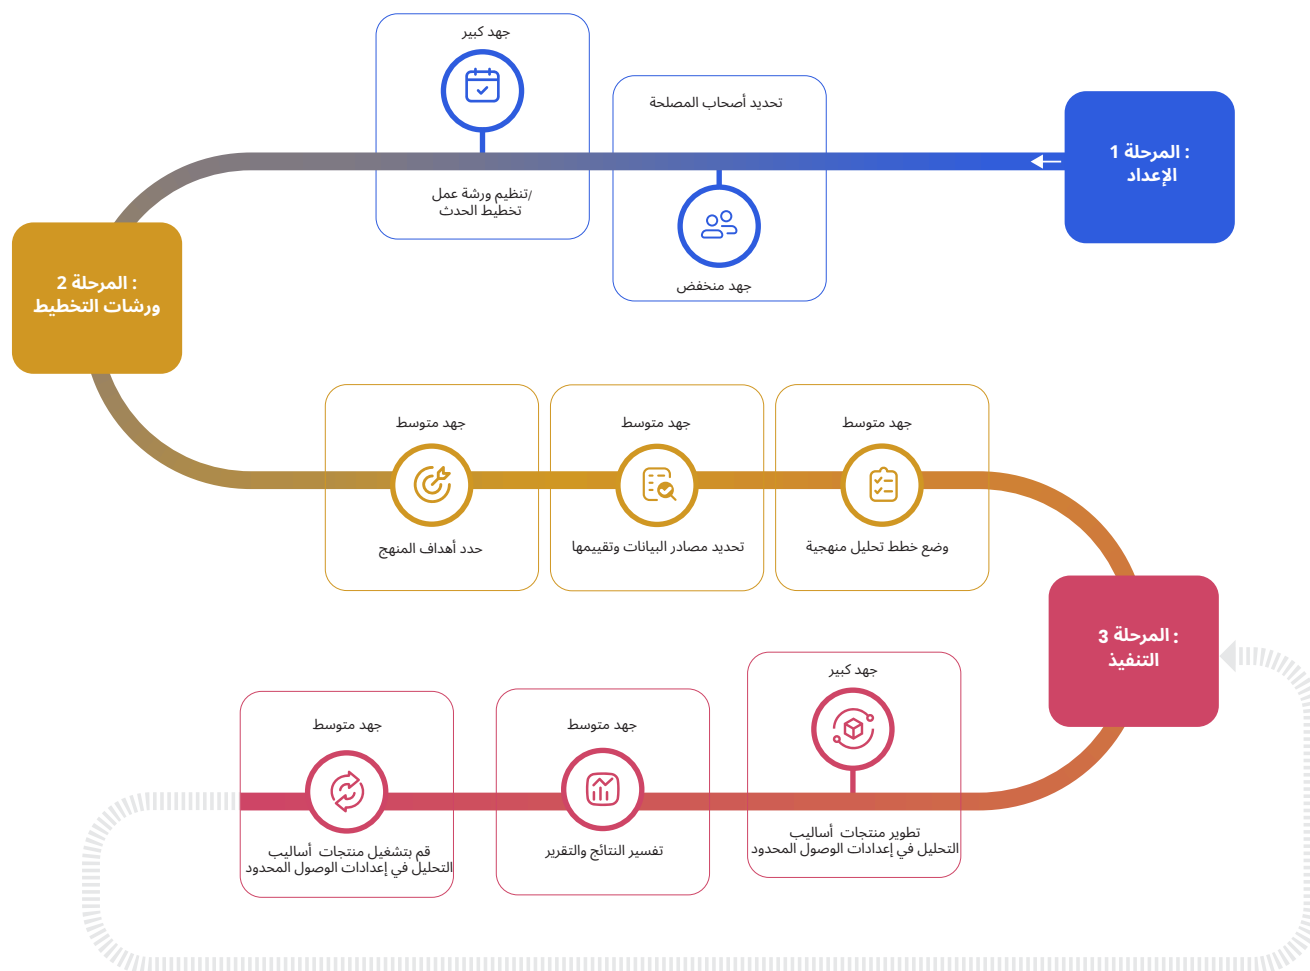 المرحلة 1 :
الإعداد
تحديد أصحاب المصلحة
جهد منخفض
جهد كبير
تنظيم ورشة عمل/
تخطيط الحدث
المرحلة 2 :
ورشات التخطيط
جهد متوسط
حدد أهداف المنهج
جهد متوسط
تحديد مصادر البيانات وتقييمها
جهد متوسط
وضع خطط تحليل منهجية
المرحلة 3 :
التنفيذ
جهد كبير
تطوير منتجات أساليب
التحليل في إعدادات الوصول المحدود
جهد متوسط
تفسير النتائج والتقرير
جهد متوسط
قم بتشغيل منتجات أساليب
التحليل في إعدادات الوصول المحدود